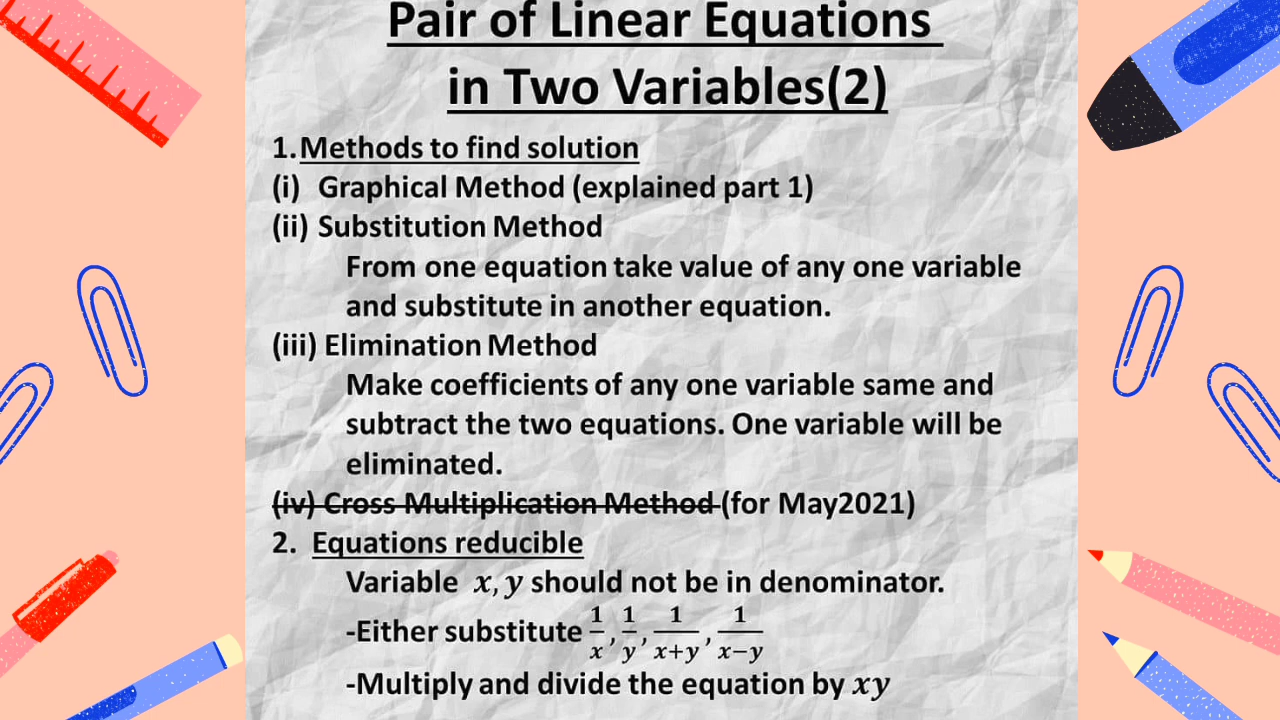 Pair of Linear Equations
in Two Variables(2)
1. Methods to find solution
(i) Graphical Method (explained part 1)
(ii) Substitution Method
From one equation take value of any one variable
and substitute in another equation.
(iii) Elimination Method
Make coefficients of any one variable same and
subtract the two equations. One variable will be
eliminated.
(iv) Cross Multiplication Method (for May2021)
2. Equations reducible
Variable x, y should not be in denominator.
-Either substitute 1/x, 1/y, 1/x+y, 1/x−y
-Multiply and divide the equation by xy